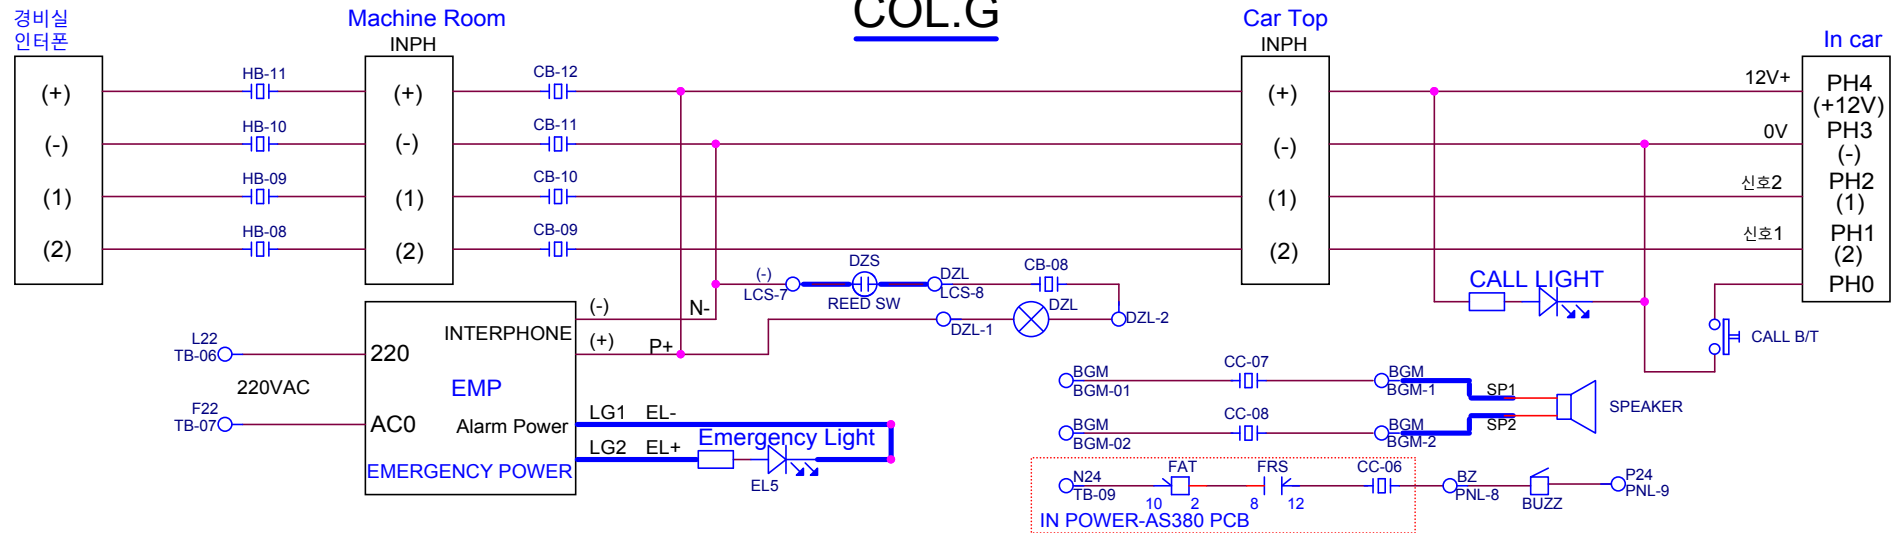 COL.G
경비실
인터폰
Machine Room
INPH
Car Top
INPH
In car
(+)
HB-11
(+)
CB-12
(+)
12V+
PH4
(+12V)
(-)
HB-10
(-)
CB-11
(-)
0V
PH3
(-)
(1)
HB-09
(1)
CB-10
(1)
신호2
PH2
(1)
(2)
HB-08
(2)
CB-09
(2)
신호1
PH1
(2)
PH0
(-)
LCS-7
DZS
REED SW
DZL
LCS-8
CB-08
DZL
DZL-1
DZL-2
CALL LIGHT
CALL B/T
INTERPHONE
(-)
N-
(+)
P+
L22
TB-06
220
220VAC
EMP
F22
TB-07
AC0
Alarm Power
LG1
EL-
LG2
EL+
Emergency Light
EL5
EMERGENCY POWER
BGM
BGM-01
CC-07
BGM
BGM-1
SP1
SPEAKER
BGM
BGM-02
CC-08
BGM
BGM-2
SP2
N24
TB-09
FAT
10
2
FRS
8
12
CC-06
BZ
PNL-8
BUZZ
P24
PNL-9
IN POWER-AS380 PCB